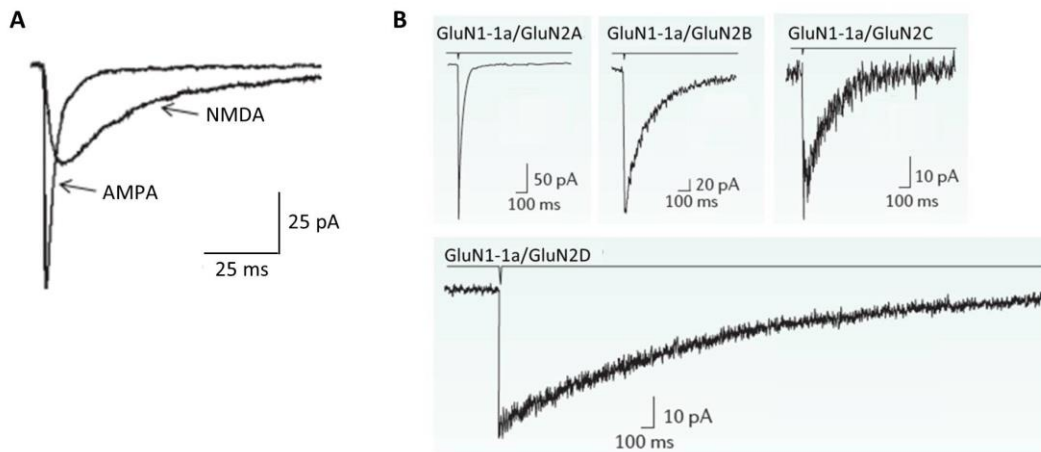 A
NMDA
AMPA
25 pA
25 ms
B
GluN1-1a/GluN2A
50 pA
100 ms
GluN1-1a/GluN2B
20 pA
100 ms
GluN1-1a/GluN2C
10 pA
100 ms
GluN1-1a/GluN2D
10 pA
100 ms